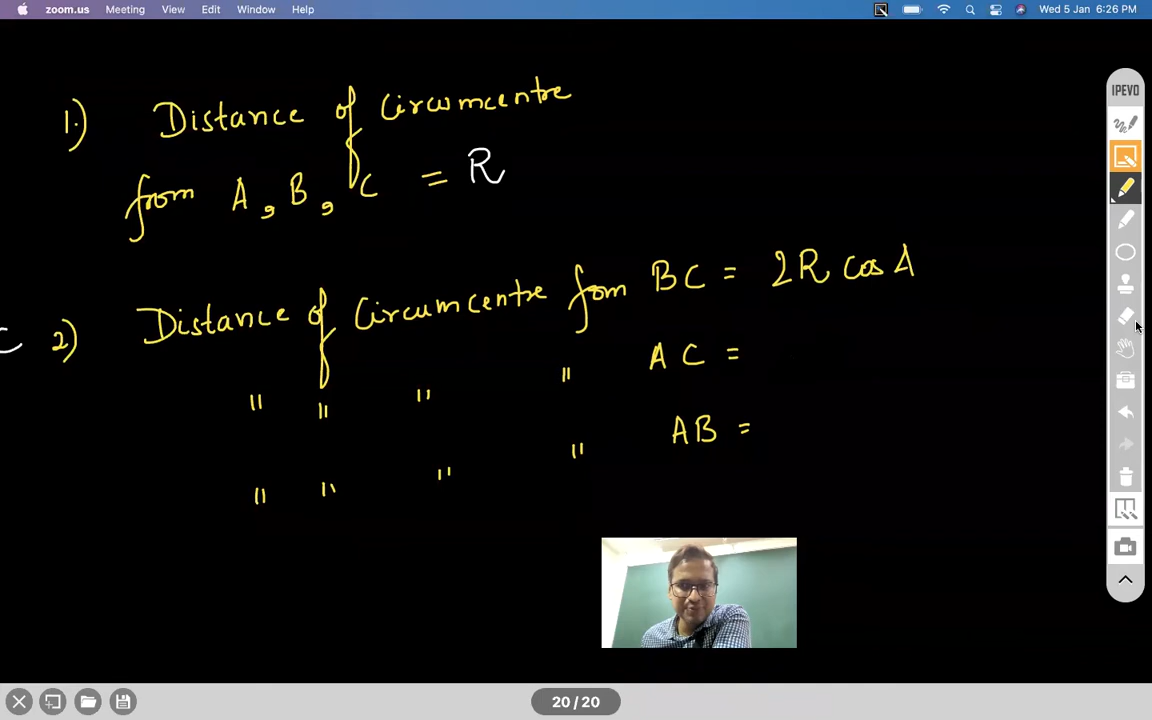 zoom.us Meeting View Edit Window Help Wed 5 Jan 6:26 PM
IPEVO
1.) Distance of Circumcentre
from A, B, C = R
2) Distance of Circumcentre from BC = 2R cos A
" " " " AC =
" " " " AB =
20/20